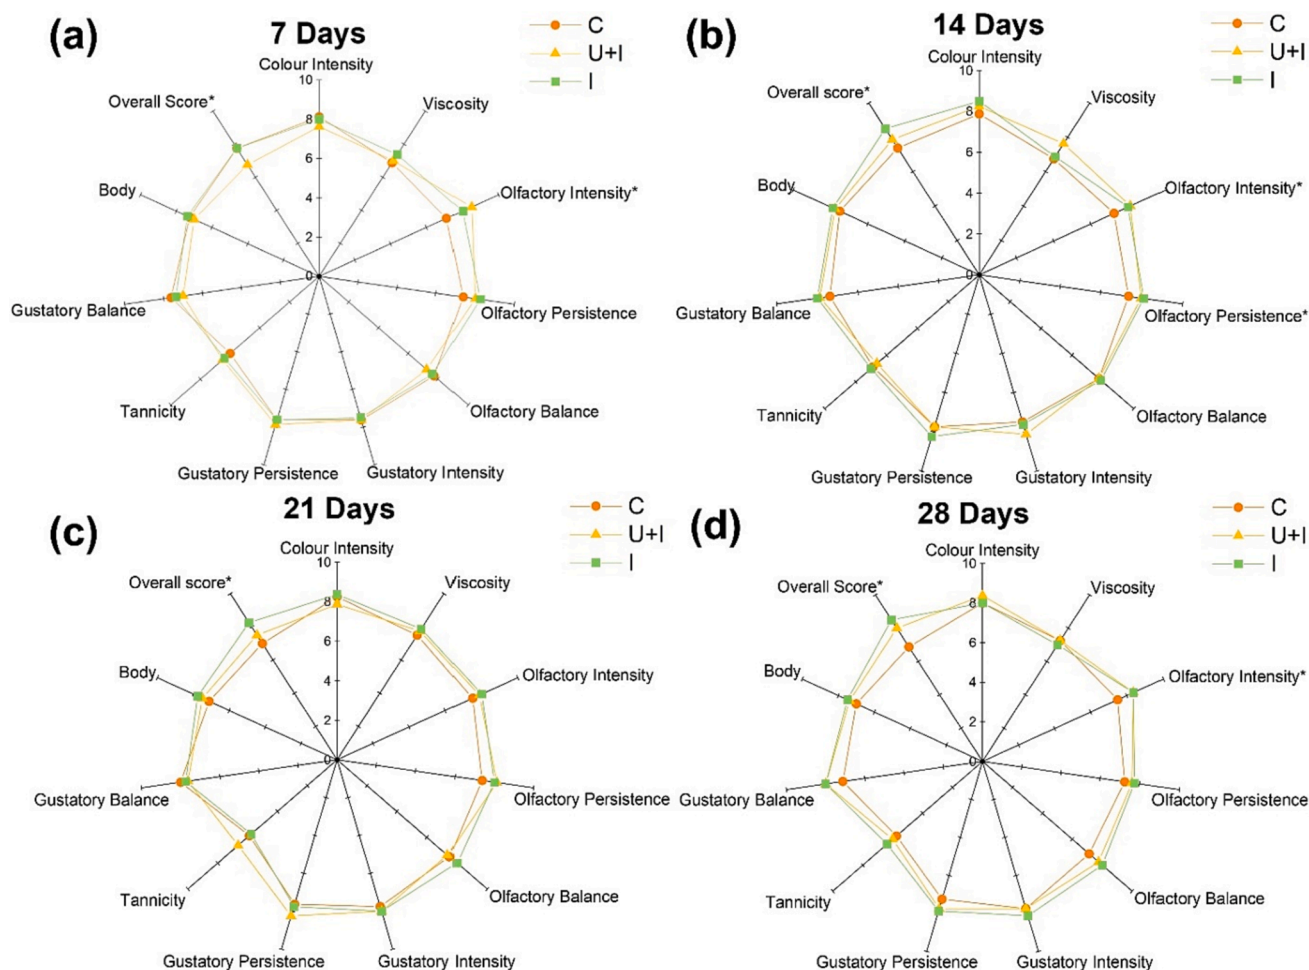 (a)
7 Days
C
U+I
I
Colour Intensity
Viscosity
Olfactory Intensity*
Olfactory Persistence
Olfactory Balance
Gustatory Intensity
Gustatory Persistence
Tannicity
Gustatory Balance
Body
Overall Score*
10
8
6
4
2
0
(b)
14 Days
C
U+I
I
Colour Intensity
Viscosity
Olfactory Intensity*
Olfactory Persistence*
Olfactory Balance
Gustatory Intensity
Gustatory Persistence
Tannicity
Gustatory Balance
Body
Overall score*
10
8
6
4
2
0
(c)
21 Days
C
U+I
I
Colour Intensity
Viscosity
Olfactory Intensity
Olfactory Persistence
Olfactory Balance
Gustatory Intensity
Gustatory Persistence
Tannicity
Gustatory Balance
Body
Overall score*
10
8
6
4
2
0
(d)
28 Days
C
U+I
I
Colour Intensity
Viscosity
Olfactory Intensity*
Olfactory Persistence
Olfactory Balance
Gustatory Intensity
Gustatory Persistence
Tannicity
Gustatory Balance
Body
Overall Score*
10
8
6
4
2
0